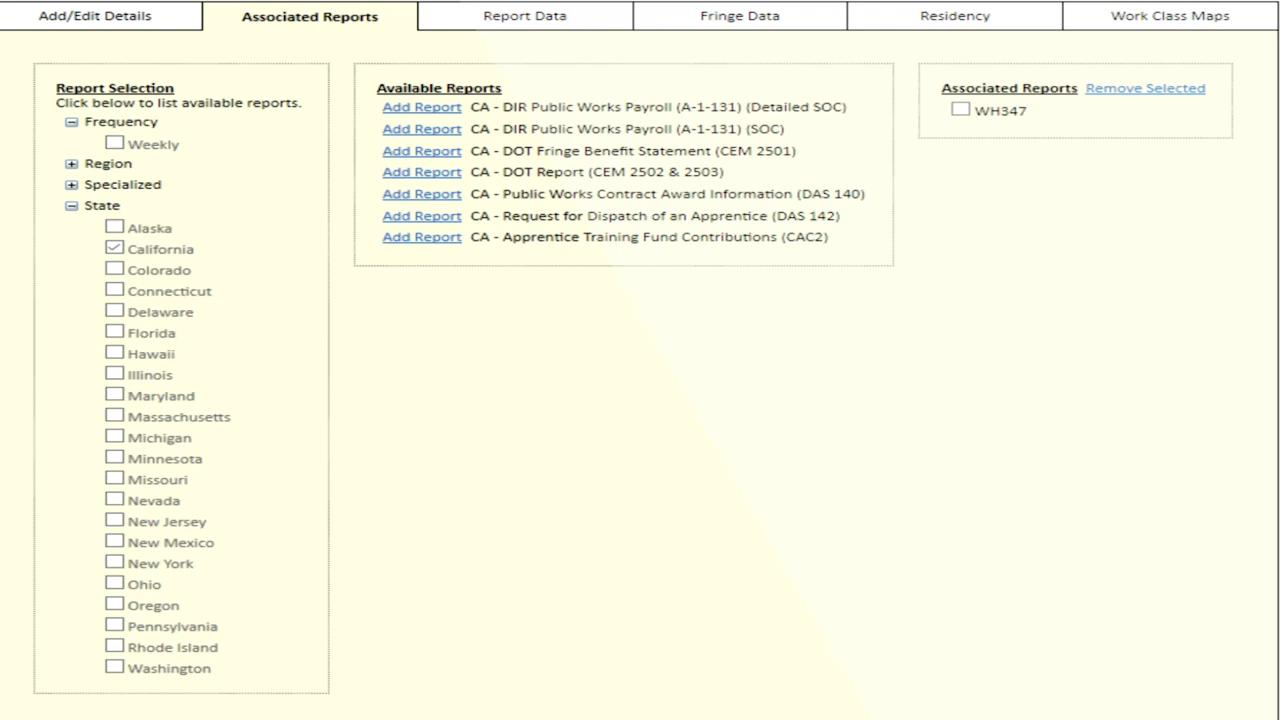 Add/Edit Details Associated Reports Report Data Fringe Data Residency Work Class Maps
Report Selection
Click below to list available reports.
Frequency
Weekly
Region
Specialized
State
Alaska
California
Colorado
Connecticut
Delaware
Florida
Hawaii
Illinois
Maryland
Massachusetts
Michigan
Minnesota
Missouri
Nevada
New Jersey
New Mexico
New York
Ohio
Oregon
Pennsylvania
Rhode Island
Washington
Available Reports
Add Report CA - DIR Public Works Payroll (A-1-131) (Detailed SOC)
Add Report CA - DIR Public Works Payroll (A-1-131) (SOC)
Add Report CA - DOT Fringe Benefit Statement (CEM 2501)
Add Report CA - DOT Report (CEM 2502 & 2503)
Add Report CA - Public Works Contract Award Information (DAS 140)
Add Report CA - Request for Dispatch of an Apprentice (DAS 142)
Add Report CA - Apprentice Training Fund Contributions (CAC2)
Associated Reports Remove Selected
WH347